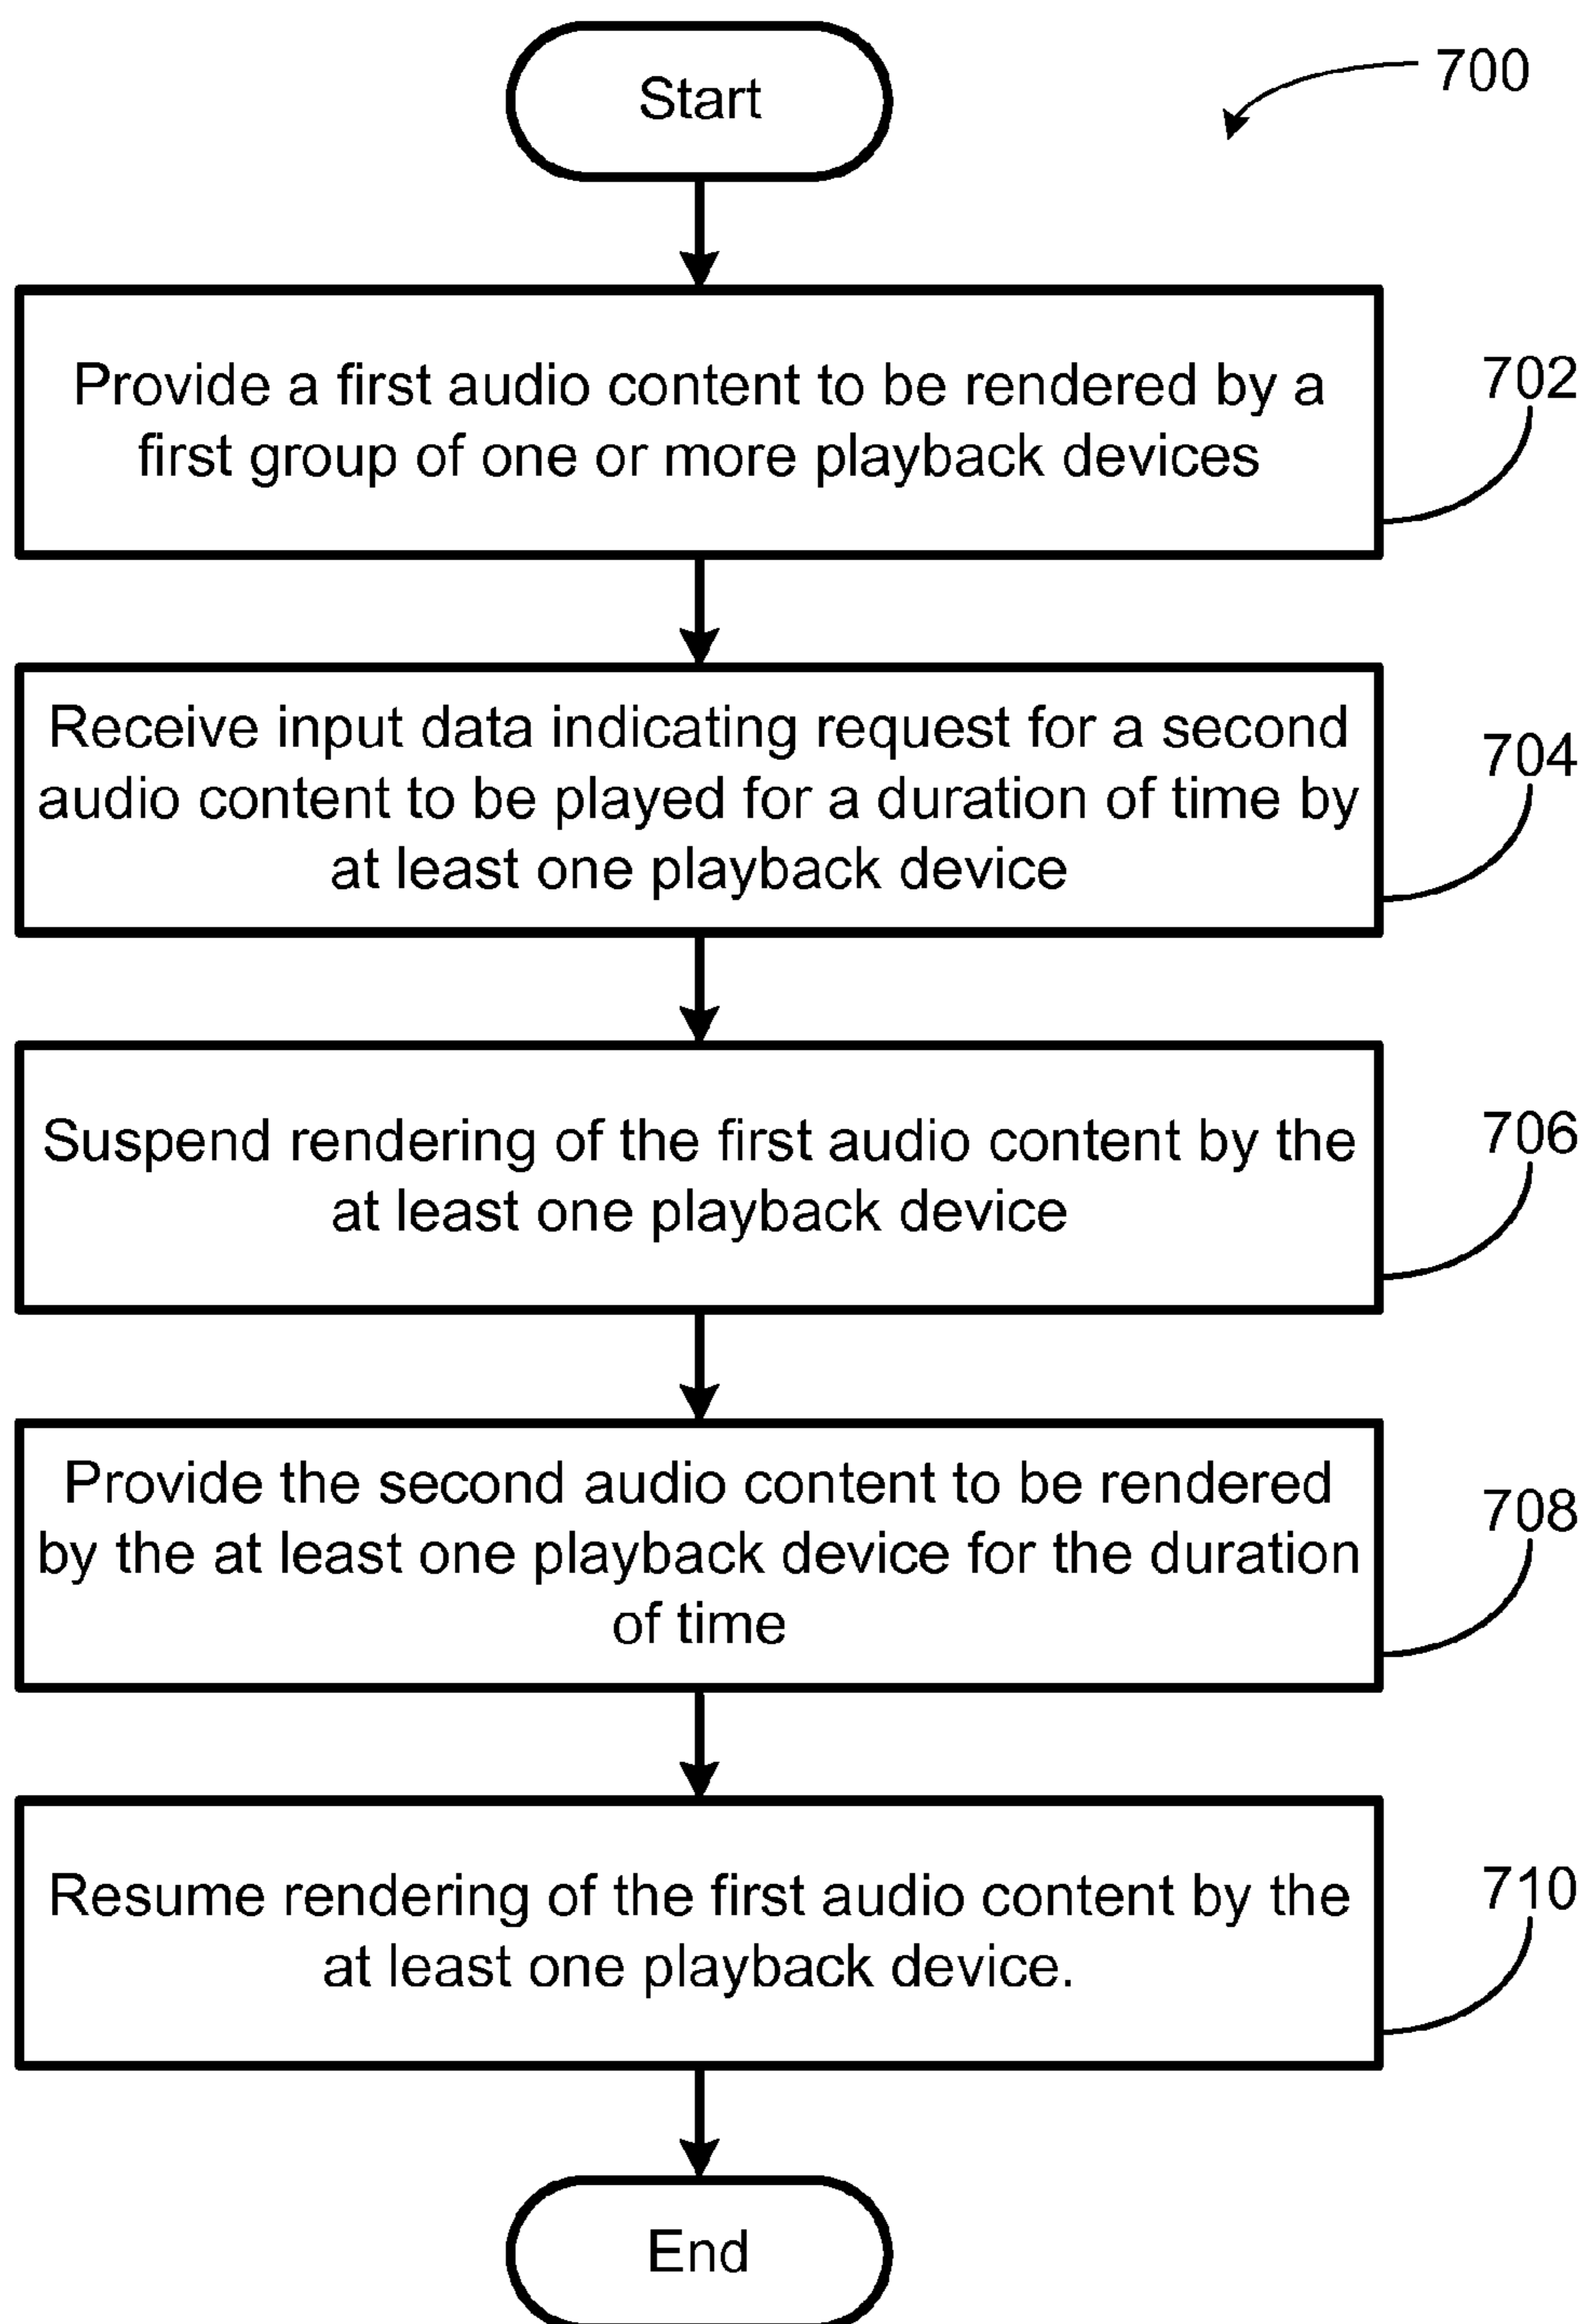 Start
700
Provide a first audio content to be rendered by a
first group of one or more playback devices
702
Receive input data indicating request for a second
audio content to be played for a duration of time by
at least one playback device
704
Suspend rendering of the first audio content by the
at least one playback device
706
Provide the second audio content to be rendered
by the at least one playback device for the duration
of time
708
Resume rendering of the first audio content by the
at least one playback device.
710
End